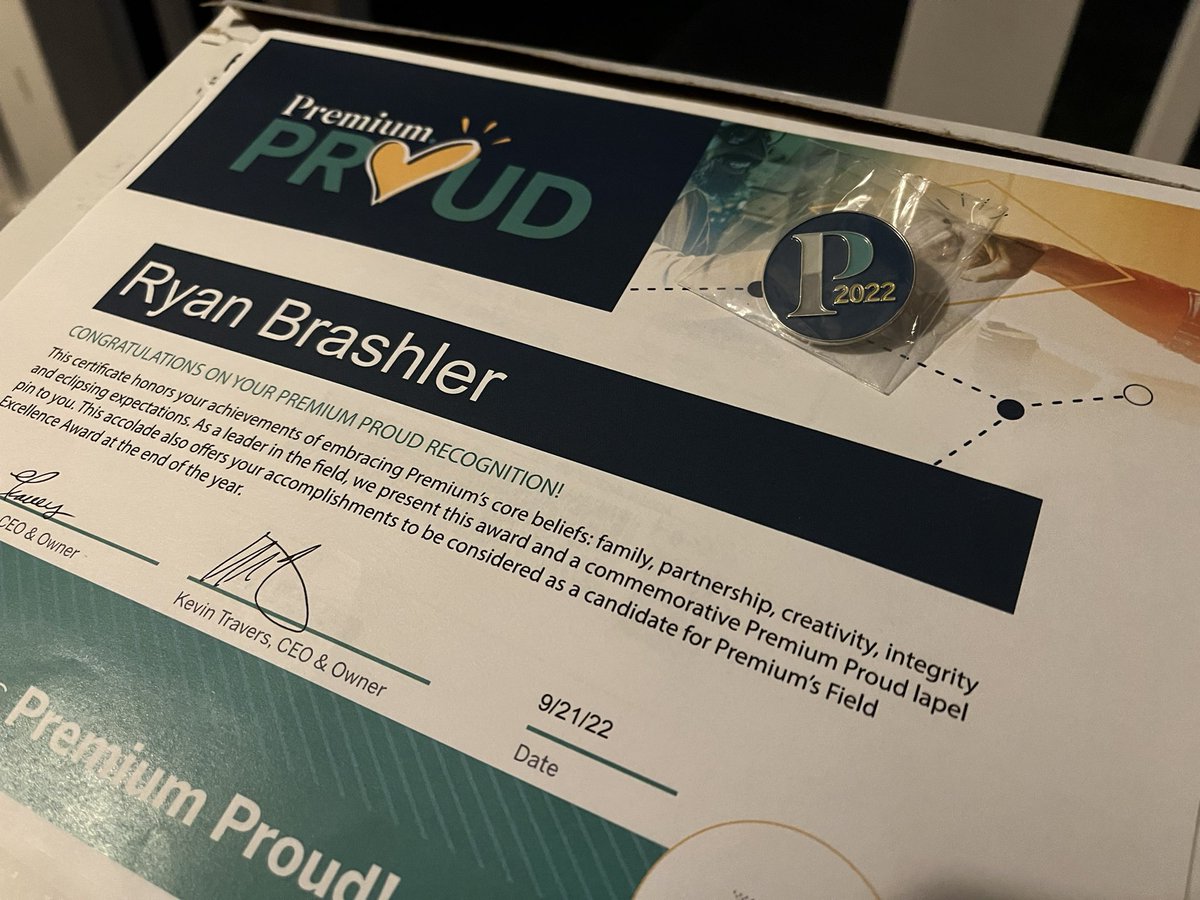 Premium
PROUD
P
2022
Ryan Brashler
CONGRATULATIONS ON YOUR PREMIUM PROUD RECOGNITION!
This certificate honors your achievements of embracing Premium's core beliefs: family, partnership, creativity, integrity
and eclipsing expectations. As a leader in the field, we present this award and a commemorative Premium Proud lapel
pin to you. This accolade also offers your accomplishments to be considered as a candidate for Premium's Field
Excellence Award at the end of the year.
CEO & Owner
Kevin Travers, CEO & Owner
9/21/22
Date
Premium Proud!